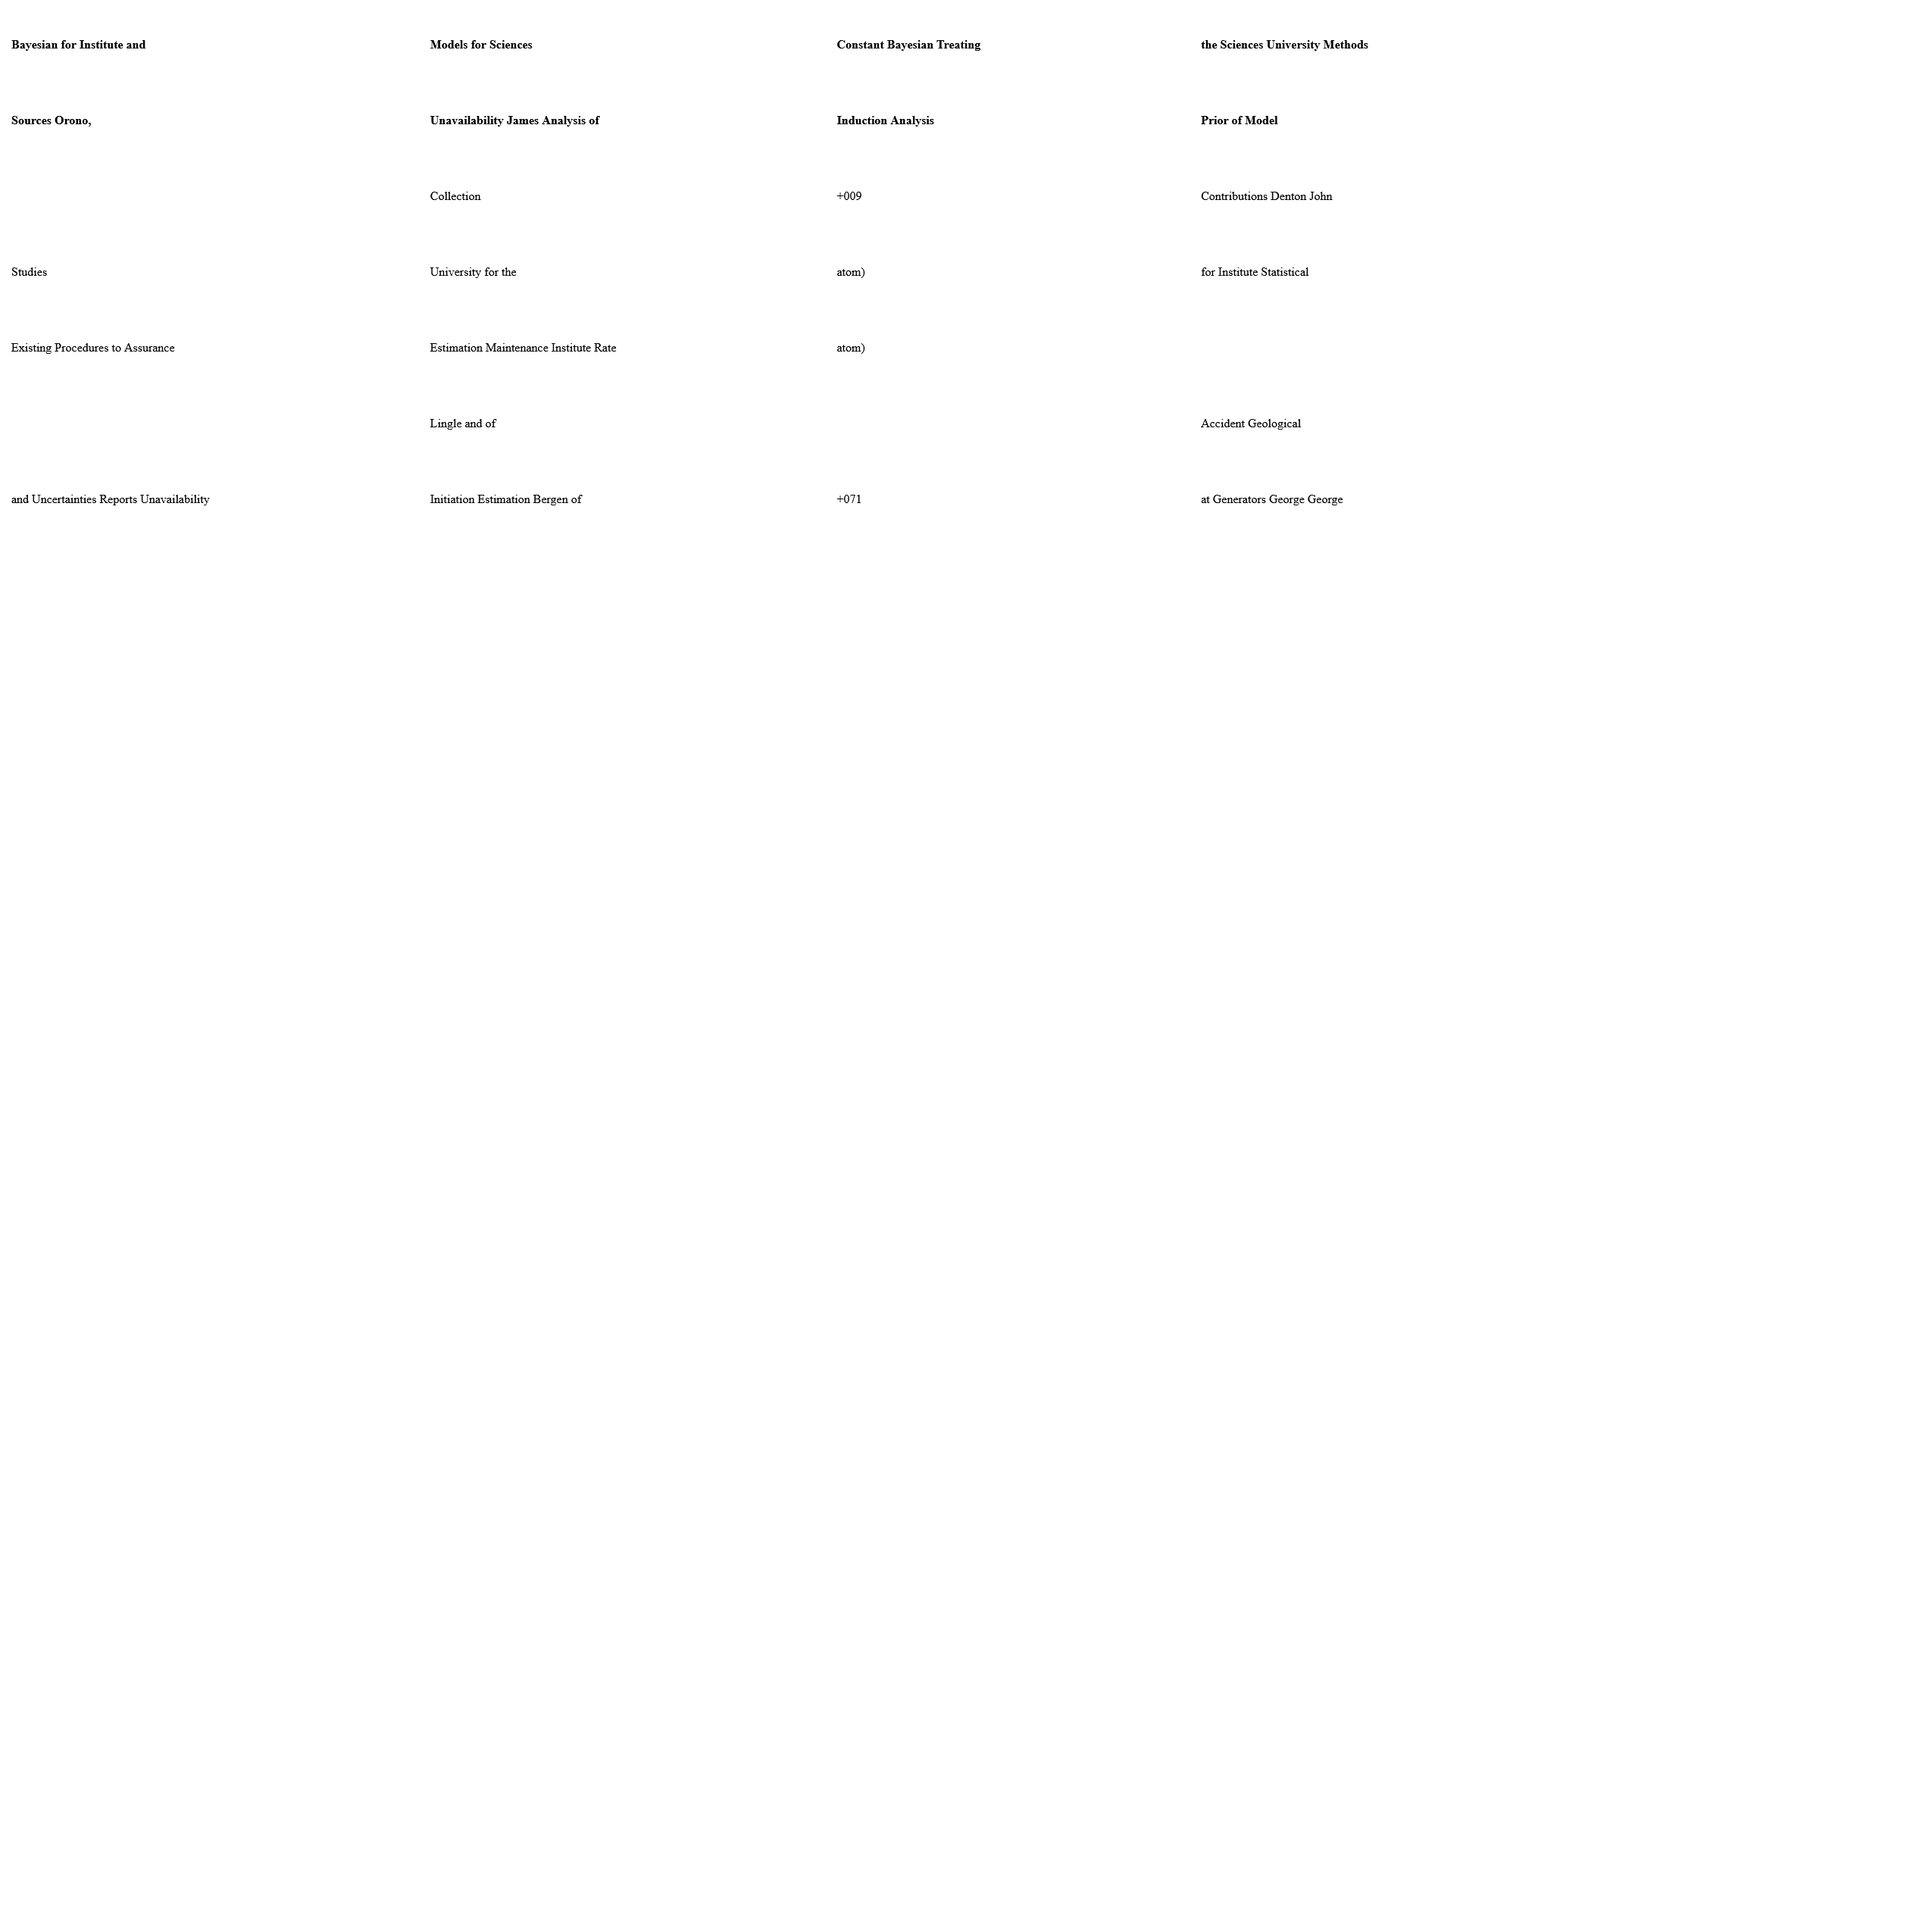 Bayesian for Institute and Models for Sciences Constant Bayesian Treating the Sciences University Methods
Sources Orono, Unavailability James Analysis of Induction Analysis Prior of Model
Collection +009 Contributions Denton John
Studies University for the atom) for Institute Statistical
Existing Procedures to Assurance Estimation Maintenance Institute Rate atom)
Lingle and of Accident Geological
and Uncertainties Reports Unavailability Initiation Estimation Bergen of +071 at Generators George George